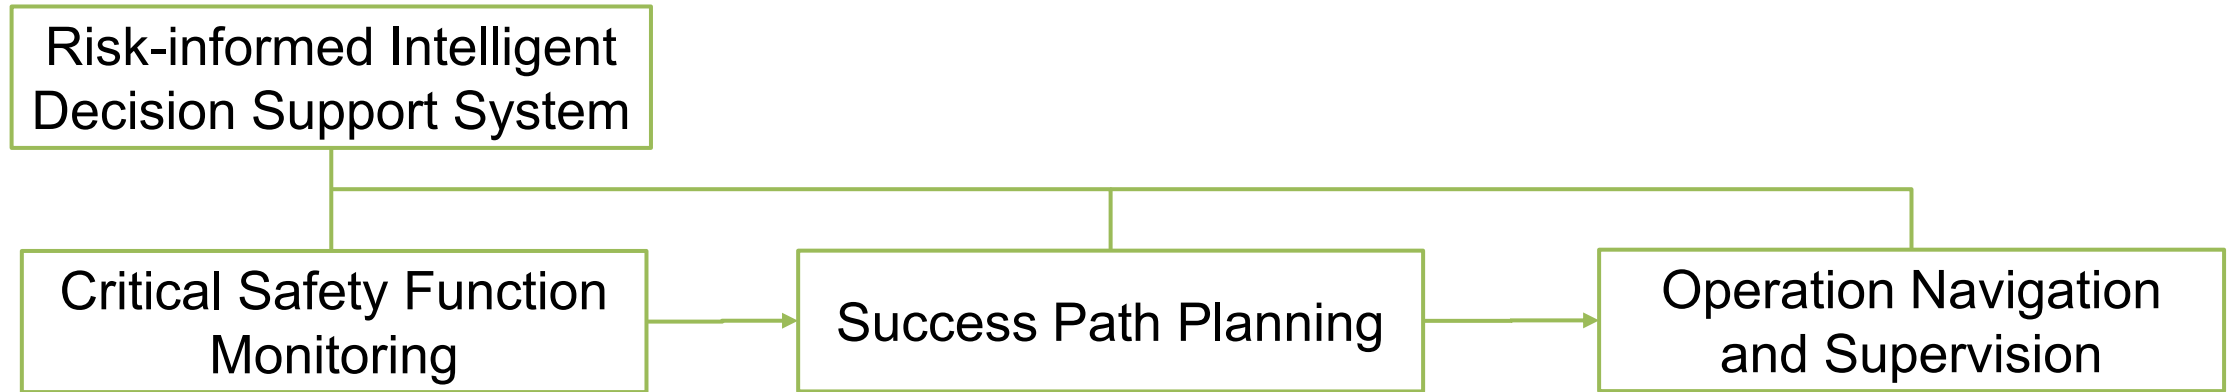 Risk-informed Intelligent
Decision Support System
Critical Safety Function
Monitoring
Success Path Planning
Operation Navigation
and Supervision